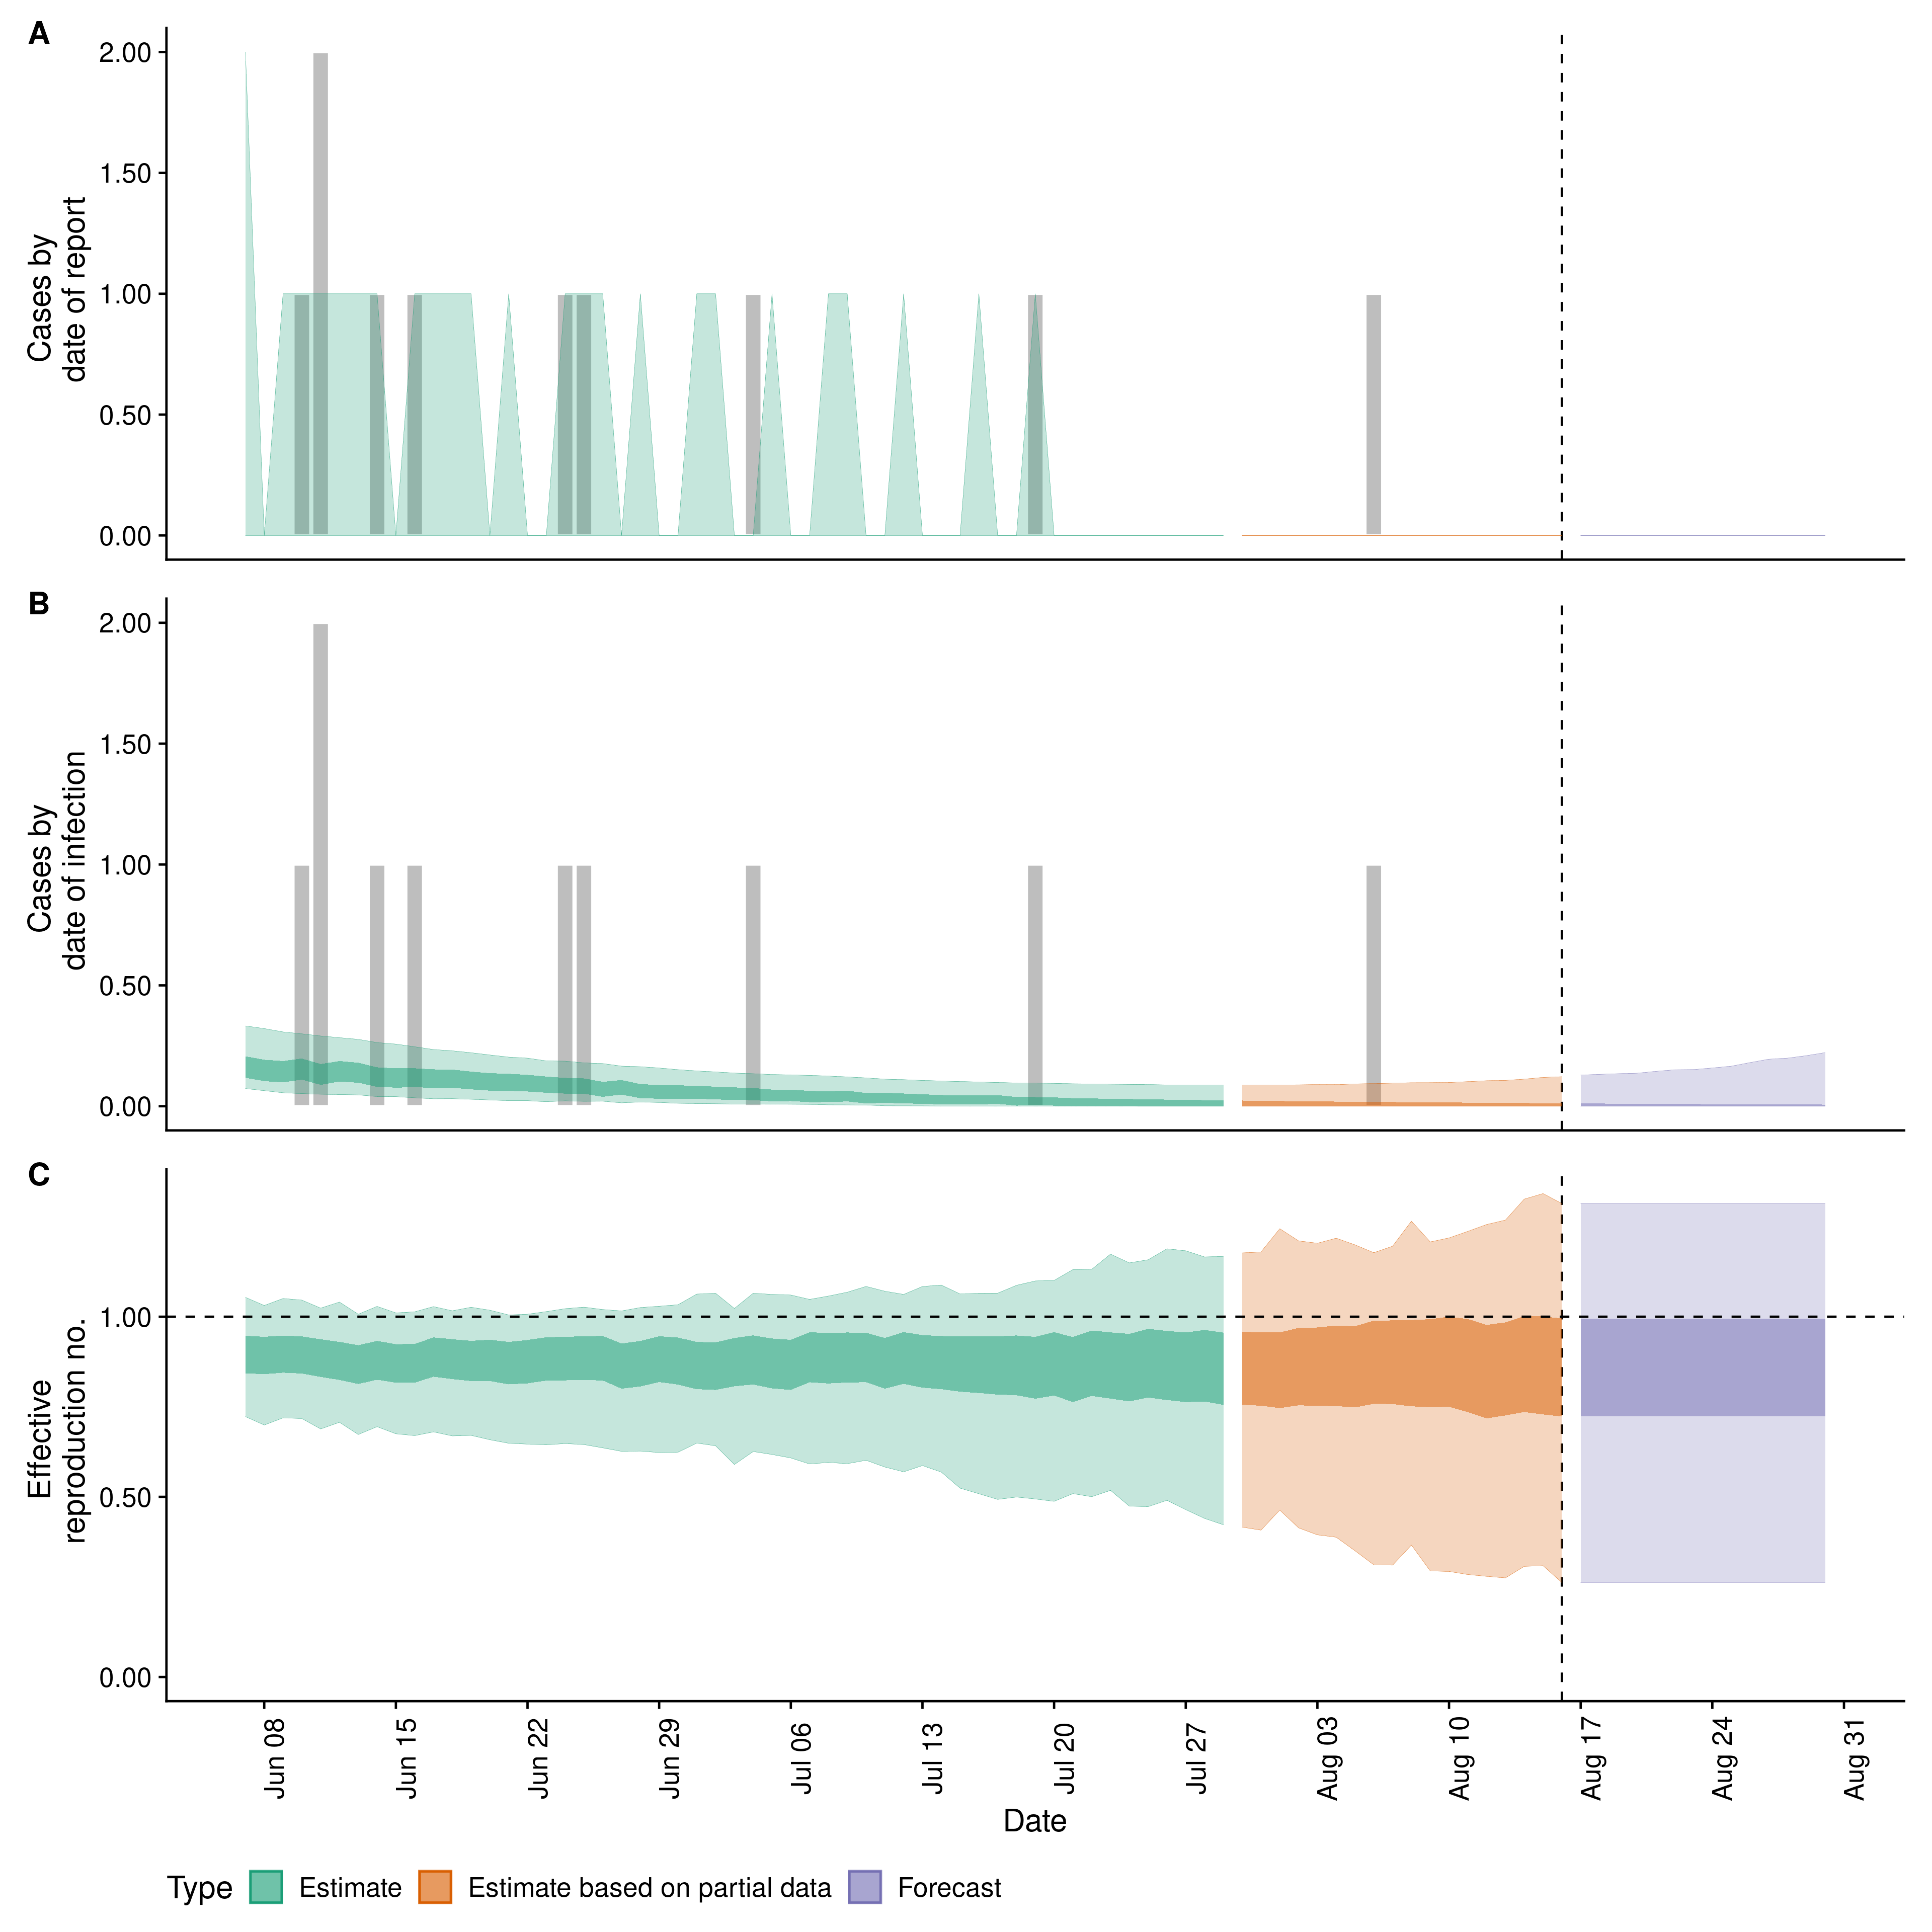 A
2.00
1.50
1.00
0.50
0.00
Cases by
date of report
B
2.00
1.50
1.00
0.50
0.00
Cases by
date of infection
C
1.00
0.50
0.00
Effective
reproduction no.
Jun 08
Jun 15
Jun 22
Jun 29
Jul 06
Jul 13
Jul 20
Jul 27
Aug 03
Aug 10
Aug 17
Aug 24
Aug 31
Date
Type Estimate Estimate based on partial data Forecast